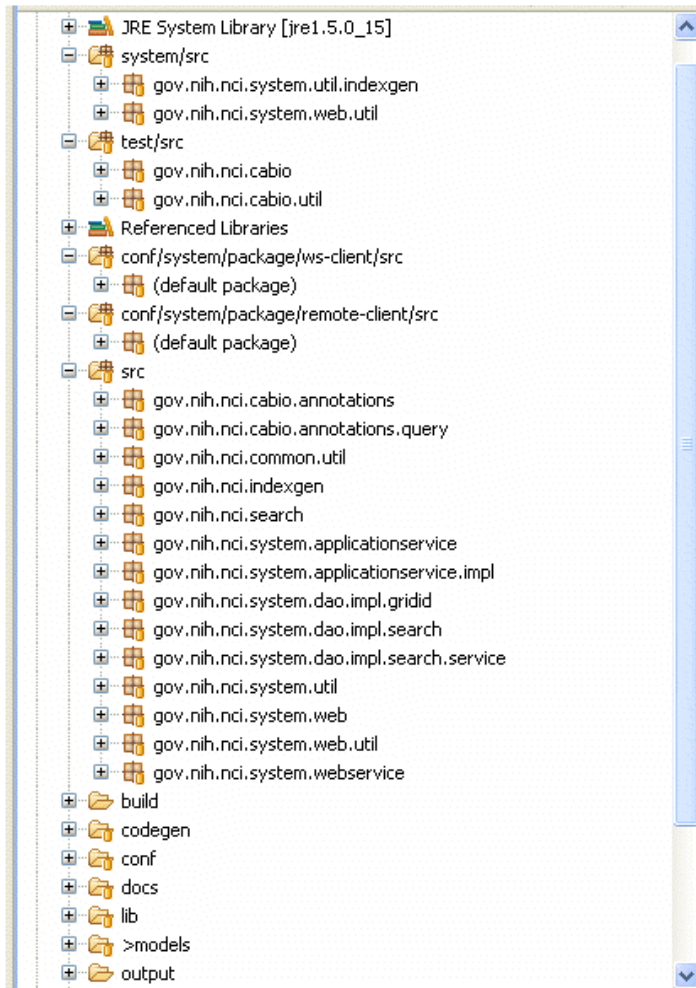 JRE System Library [jre1.5.0_15]
system/src
gov.nih.nci.system.util.indexgen
gov.nih.nci.system.web.util
test/src
gov.nih.nci.cabio
gov.nih.nci.cabio.util
Referenced Libraries
conf/system/package/ws-client/src
(default package)
conf/system/package/remote-client/src
(default package)
src
gov.nih.nci.cabio.annotations
gov.nih.nci.cabio.annotations.query
gov.nih.nci.common.util
gov.nih.nci.indexgen
gov.nih.nci.search
gov.nih.nci.system.applicationservice
gov.nih.nci.system.applicationservice.impl
gov.nih.nci.system.dao.impl.gridid
gov.nih.nci.system.dao.impl.search
gov.nih.nci.system.dao.impl.search.service
gov.nih.nci.system.util
gov.nih.nci.system.web
gov.nih.nci.system.web.util
gov.nih.nci.system.webservice
build
codegen
conf
docs
lib
>models
output